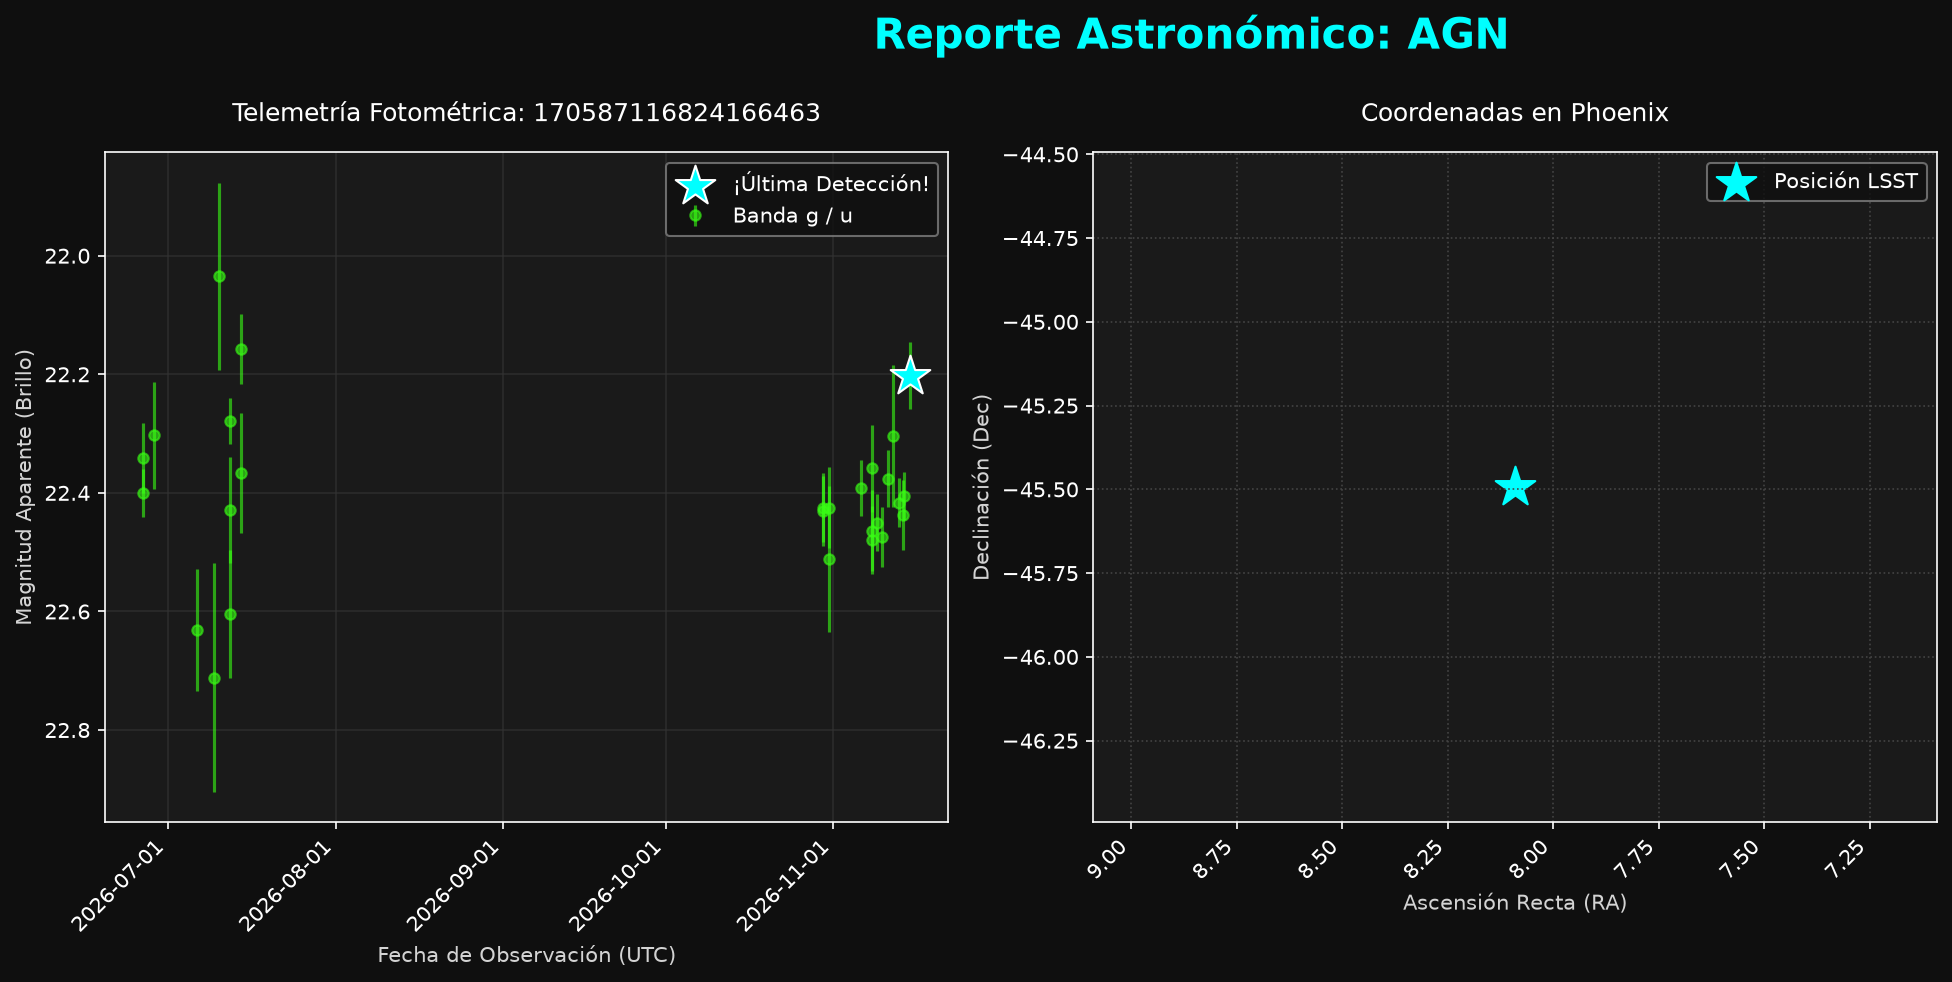 Reporte Astronómico: AGN
Telemetría Fotométrica: 170587116824166463
¡Última Detección!
Banda g / u
Magnitud Aparente (Brillo)
22.0
22.2
22.4
22.6
22.8
2026-07-01
2026-08-01
2026-09-01
2026-10-01
2026-11-01
Fecha de Observación (UTC)
Coordenadas en Phoenix
Posición LSST
Declinación (Dec)
−44.50
−44.75
−45.00
−45.25
−45.50
−45.75
−46.00
−46.25
9.00
8.75
8.50
8.25
8.00
7.75
7.50
7.25
Ascensión Recta (RA)